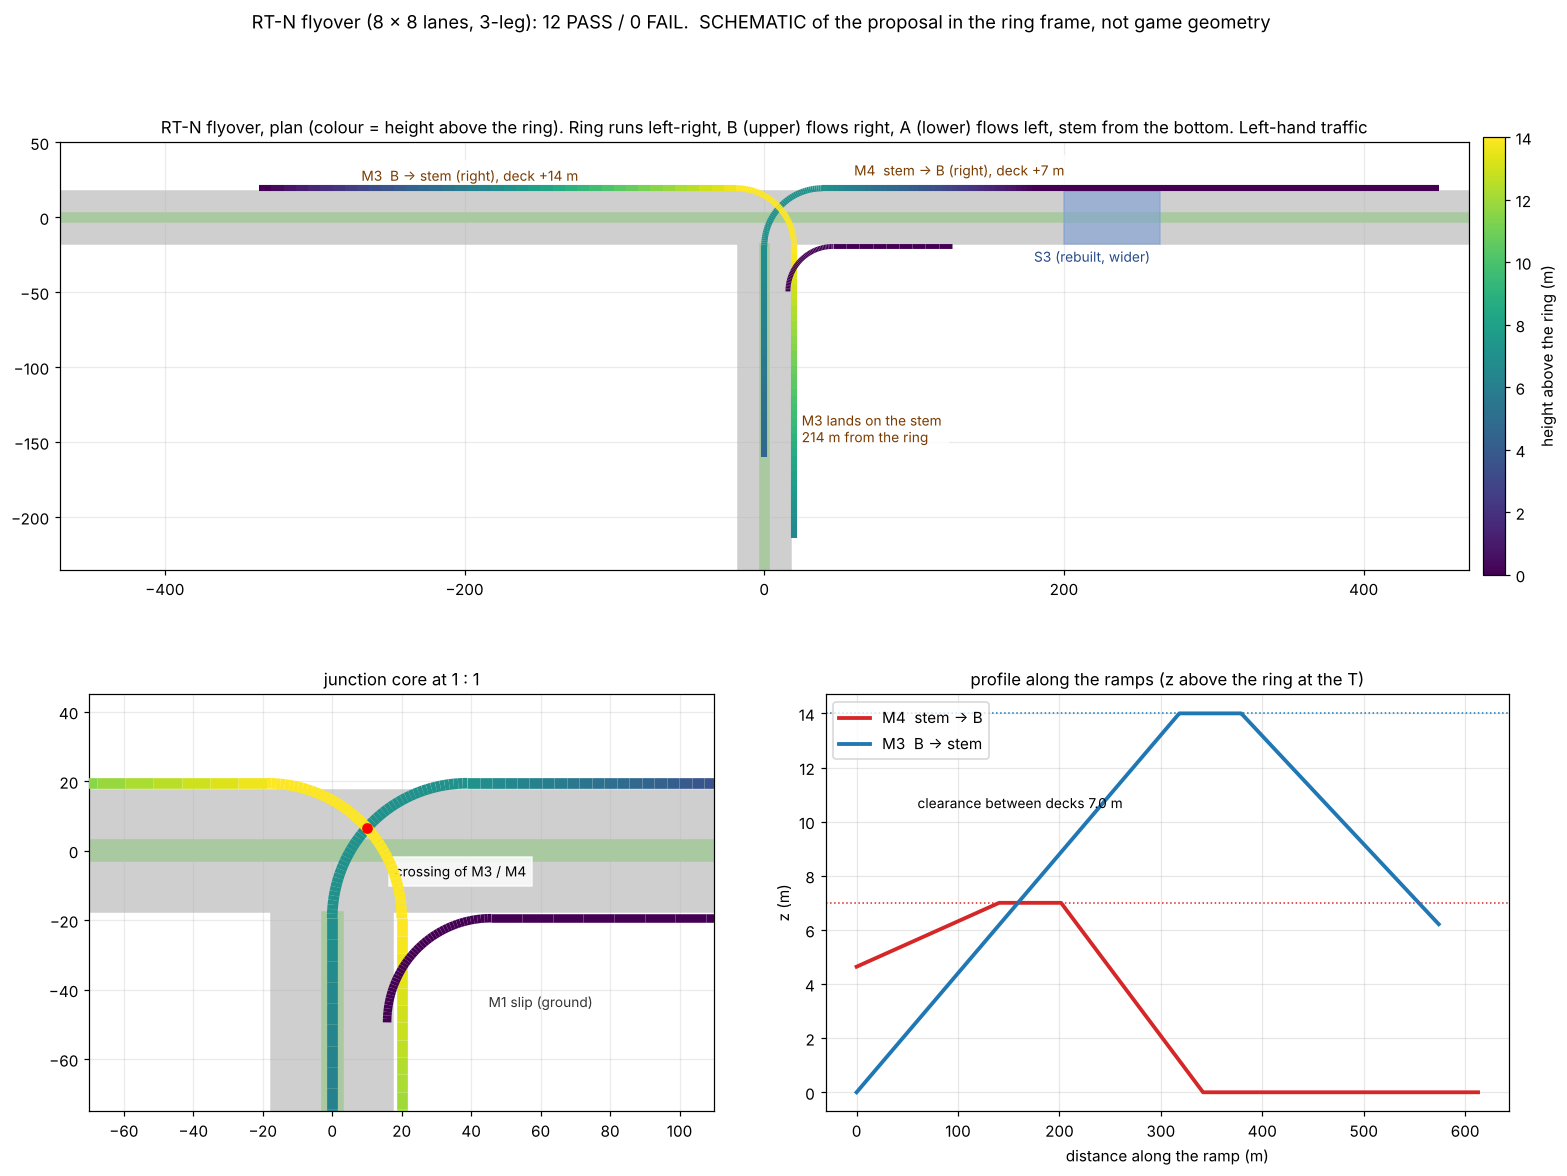 RT-N flyover (8 × 8 lanes, 3-leg): 12 PASS / 0 FAIL.  SCHEMATIC of the proposal in the ring frame, not game geometry
RT-N flyover, plan (colour = height above the ring). Ring runs left-right, B (upper) flows right, A (lower) flows left, stem from the bottom. Left-hand traffic
50
0
−50
−100
−150
−200
−400
−200
0
200
400
M3  B → stem (right), deck +14 m
M4  stem → B (right), deck +7 m
S3 (rebuilt, wider)
M3 lands on the stem
214 m from the ring
14
12
10
8
6
4
2
0
height above the ring (m)
junction core at 1 : 1
40
20
0
−20
−40
−60
−60
−40
−20
0
20
40
60
80
100
crossing of M3 / M4
M1 slip (ground)
profile along the ramps (z above the ring at the T)
M4  stem → B
M3  B → stem
clearance between decks 7.0 m
14
12
10
8
6
4
2
0
z (m)
0
100
200
300
400
500
600
distance along the ramp (m)